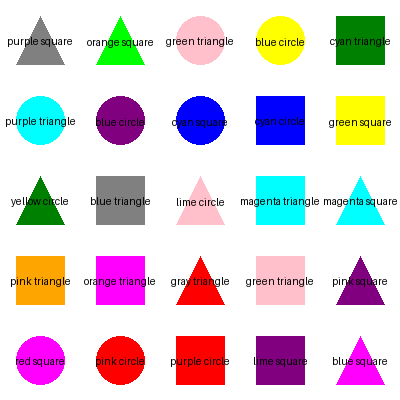 purple square
orange square
green triangle
blue circle
cyan triangle
purple triangle
blue circle
cyan square
cyan circle
green square
yellow circle
blue triangle
lime circle
magenta triangle
magenta square
pink triangle
orange triangle
gray triangle
green triangle
pink square
red square
pink circle
purple circle
lime square
blue square